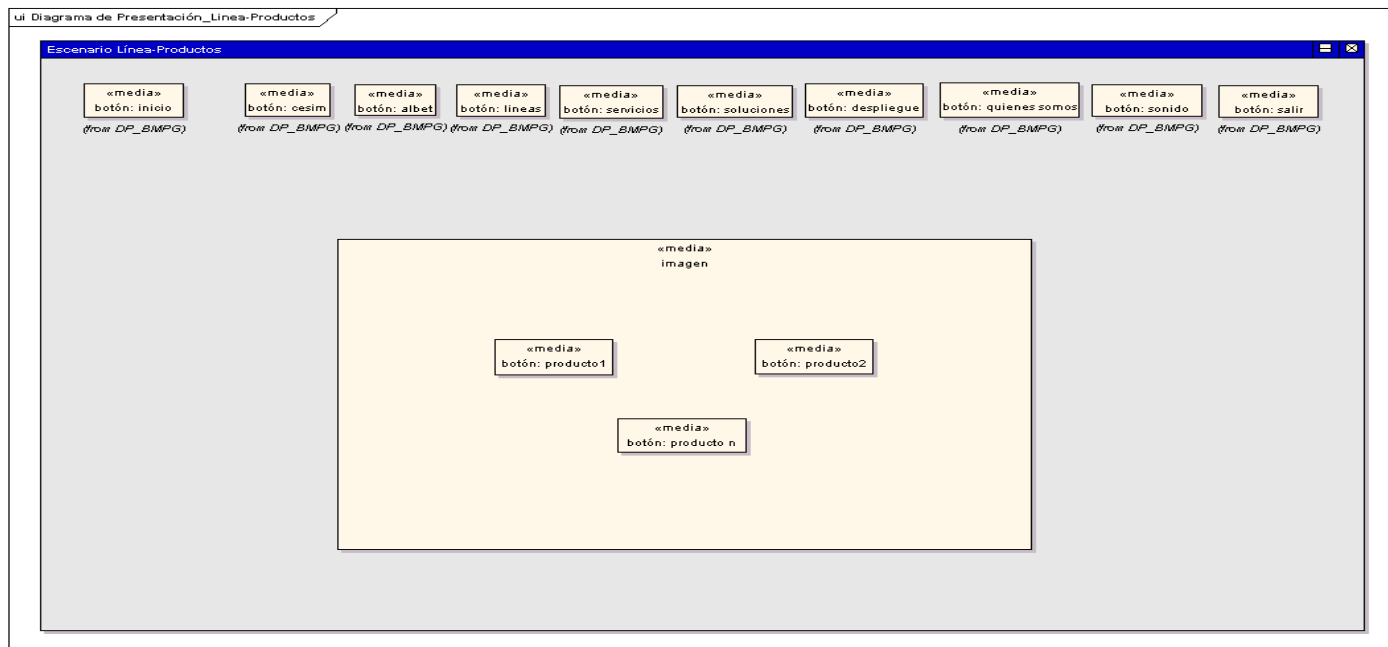 ui Diagrama de Presentación_Linea-Productos
Escenario Línea-Productos
«media» «media» «media» «media» «media» «media» «media» «media» «media» «media»
botón: inicio botón: cesim botón: albet botón: lineas botón: servicios botón: soluciones botón: despliegue botón: quienes somos botón: sonido botón: salir
(from DP_BMPG) (from DP_BMPG) (from DP_BMPG) (from DP_BMPG) (from DP_BMPG) (from DP_BMPG) (from DP_BMPG) (from DP_BMPG) (from DP_BMPG) (from DP_BMPG)
«media»
imagen
«media» «media»
botón: producto1 botón: producto2
«media»
botón: producto n